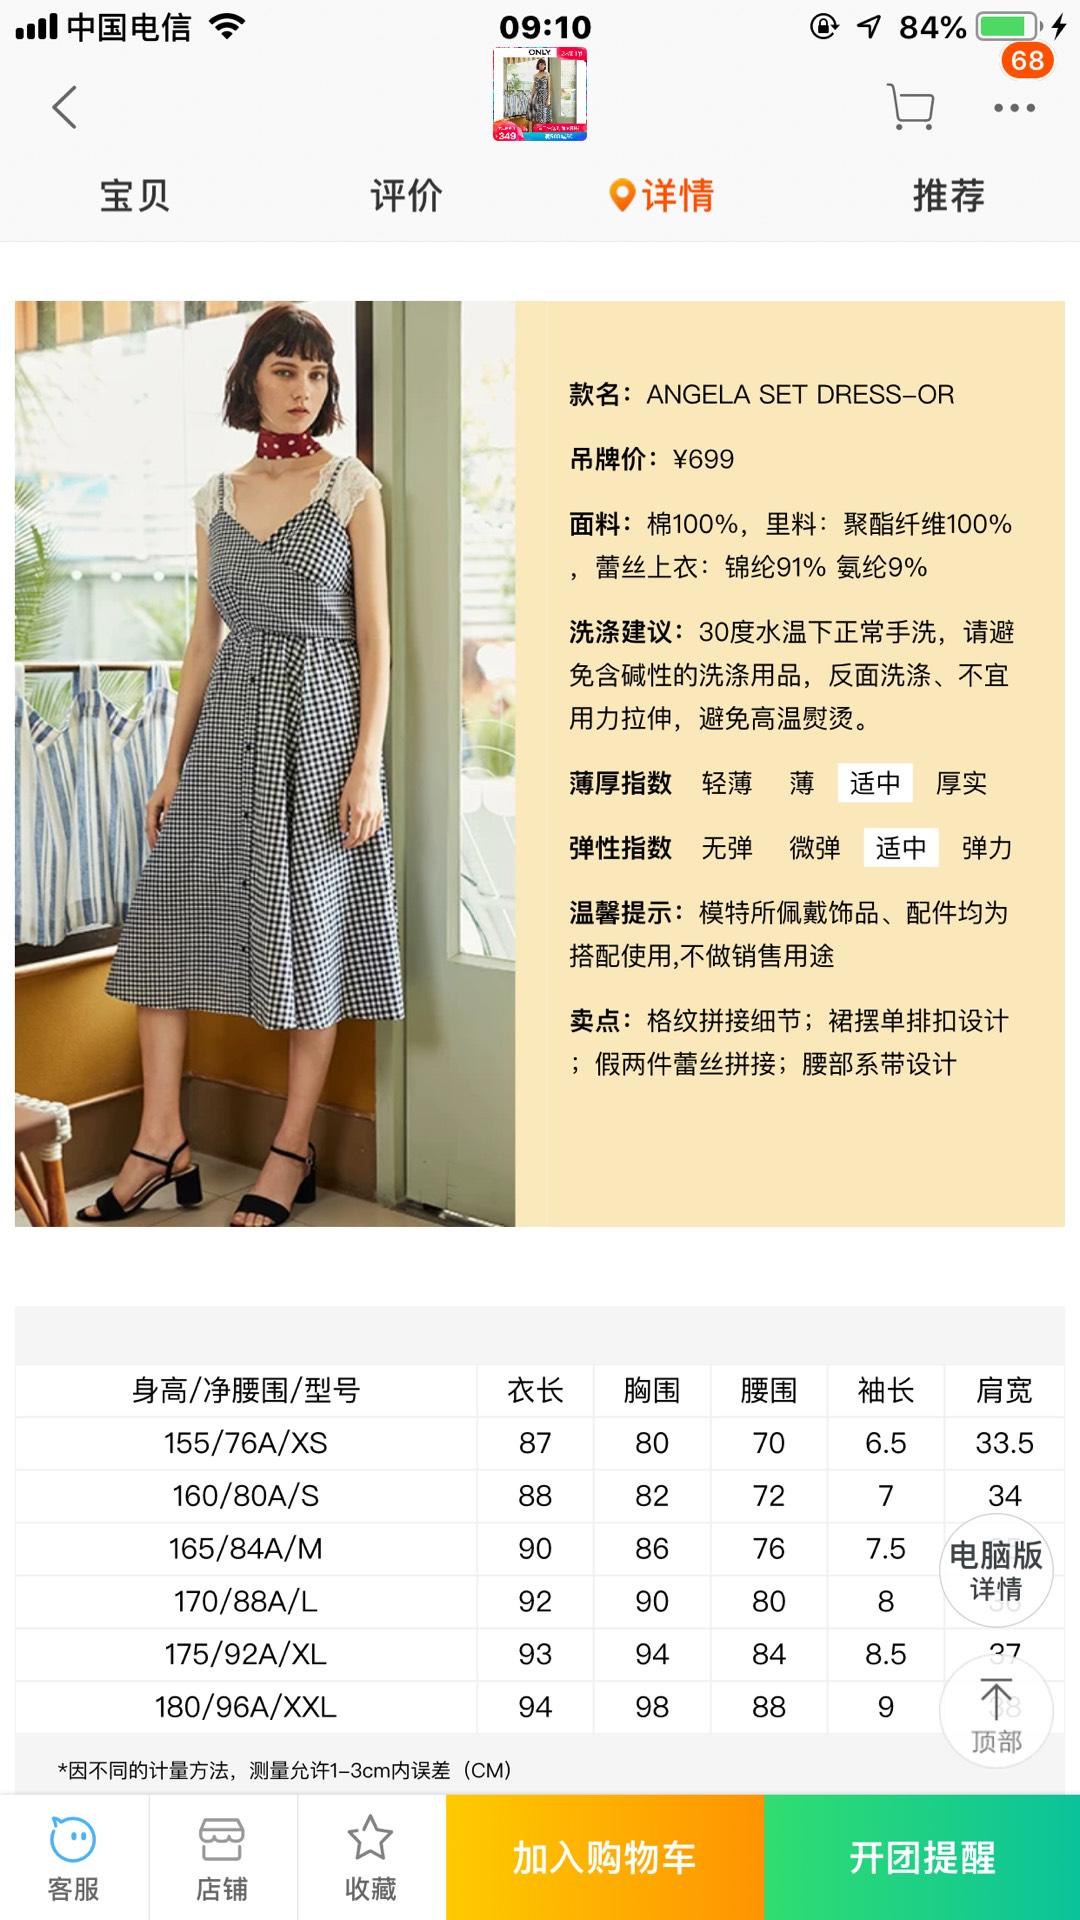 中国电信
09:10
84%
68
ONLY
349
宝贝
评价
详情
推荐
款名：ANGELA SET DRESS-OR
吊牌价：¥699
面料：棉100%，里料：聚酯纤维100%
，蕾丝上衣：锦纶91% 氨纶9%
洗涤建议：30度水温下正常手洗，请避
免含碱性的洗涤用品，反面洗涤、不宜
用力拉伸，避免高温熨烫。
薄厚指数 轻薄 薄 适中 厚实
弹性指数 无弹 微弹 适中 弹力
温馨提示：模特所佩戴饰品、配件均为
搭配使用,不做销售用途
卖点：格纹拼接细节；裙摆单排扣设计
；假两件蕾丝拼接；腰部系带设计
身高/净腰围/型号 衣长 胸围 腰围 袖长 肩宽
155/76A/XS 87 80 70 6.5 33.5
160/80A/S 88 82 72 7 34
165/84A/M 90 86 76 7.5
170/88A/L 92 90 80 8
175/92A/XL 93 94 84 8.5 37
180/96A/XXL 94 98 88 9 38
电脑版
详情
顶部
*因不同的计量方法，测量允许1-3cm内误差（CM）
客服
店铺
收藏
加入购物车
开团提醒